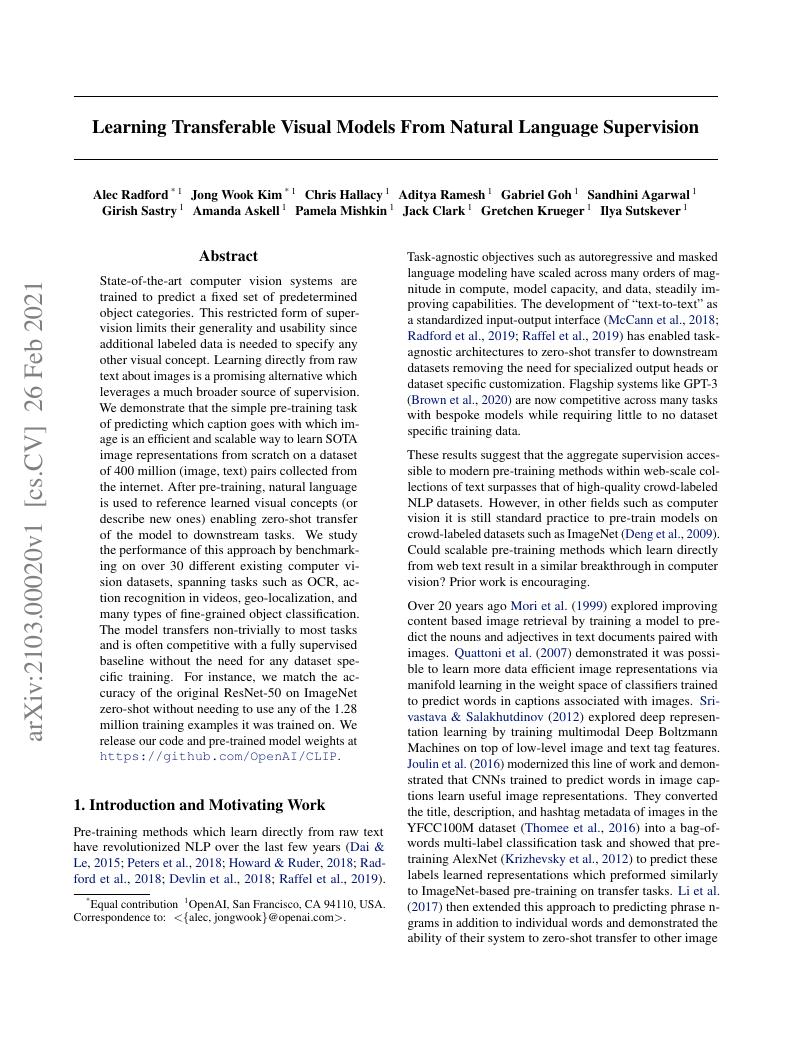 Learning Transferable Visual Models From Natural Language Supervision
Alec Radford * 1 Jong Wook Kim * 1 Chris Hallacy 1 Aditya Ramesh 1 Gabriel Goh 1 Sandhini Agarwal 1
Girish Sastry 1 Amanda Askell 1 Pamela Mishkin 1 Jack Clark 1 Gretchen Krueger 1 Ilya Sutskever 1
Abstract
State-of-the-art computer vision systems are
trained to predict a fixed set of predetermined
object categories. This restricted form of super-
vision limits their generality and usability since
additional labeled data is needed to specify any
other visual concept. Learning directly from raw
text about images is a promising alternative which
leverages a much broader source of supervision.
We demonstrate that the simple pre-training task
of predicting which caption goes with which im-
age is an efficient and scalable way to learn SOTA
image representations from scratch on a dataset
of 400 million (image, text) pairs collected from
the internet. After pre-training, natural language
is used to reference learned visual concepts (or
describe new ones) enabling zero-shot transfer
of the model to downstream tasks. We study
the performance of this approach by benchmark-
ing on over 30 different existing computer vi-
sion datasets, spanning tasks such as OCR, ac-
tion recognition in videos, geo-localization, and
many types of fine-grained object classification.
The model transfers non-trivially to most tasks
and is often competitive with a fully supervised
baseline without the need for any dataset spe-
cific training. For instance, we match the ac-
curacy of the original ResNet-50 on ImageNet
zero-shot without needing to use any of the 1.28
million training examples it was trained on. We
release our code and pre-trained model weights at
https://github.com/OpenAI/CLIP.
1. Introduction and Motivating Work
Pre-training methods which learn directly from raw text
have revolutionized NLP over the last few years (Dai &
Le, 2015; Peters et al., 2018; Howard & Ruder, 2018; Rad-
ford et al., 2018; Devlin et al., 2018; Raffel et al., 2019).
*Equal contribution 1OpenAI, San Francisco, CA 94110, USA.
Correspondence to: <{alec, jongwook}@openai.com>.
Task-agnostic objectives such as autoregressive and masked
language modeling have scaled across many orders of mag-
nitude in compute, model capacity, and data, steadily im-
proving capabilities. The development of “text-to-text” as
a standardized input-output interface (McCann et al., 2018;
Radford et al., 2019; Raffel et al., 2019) has enabled task-
agnostic architectures to zero-shot transfer to downstream
datasets removing the need for specialized output heads or
dataset specific customization. Flagship systems like GPT-3
(Brown et al., 2020) are now competitive across many tasks
with bespoke models while requiring little to no dataset
specific training data.
These results suggest that the aggregate supervision acces-
sible to modern pre-training methods within web-scale col-
lections of text surpasses that of high-quality crowd-labeled
NLP datasets. However, in other fields such as computer
vision it is still standard practice to pre-train models on
crowd-labeled datasets such as ImageNet (Deng et al., 2009).
Could scalable pre-training methods which learn directly
from web text result in a similar breakthrough in computer
vision? Prior work is encouraging.
Over 20 years ago Mori et al. (1999) explored improving
content based image retrieval by training a model to pre-
dict the nouns and adjectives in text documents paired with
images. Quattoni et al. (2007) demonstrated it was possi-
ble to learn more data efficient image representations via
manifold learning in the weight space of classifiers trained
to predict words in captions associated with images. Sri-
vastava & Salakhutdinov (2012) explored deep represen-
tation learning by training multimodal Deep Boltzmann
Machines on top of low-level image and text tag features.
Joulin et al. (2016) modernized this line of work and demon-
strated that CNNs trained to predict words in image cap-
tions learn useful image representations. They converted
the title, description, and hashtag metadata of images in the
YFCC100M dataset (Thomee et al., 2016) into a bag-of-
words multi-label classification task and showed that pre-
training AlexNet (Krizhevsky et al., 2012) to predict these
labels learned representations which preformed similarly
to ImageNet-based pre-training on transfer tasks. Li et al.
(2017) then extended this approach to predicting phrase n-
grams in addition to individual words and demonstrated the
ability of their system to zero-shot transfer to other image
arXiv:2103.00020v1 [cs.CV] 26 Feb 2021